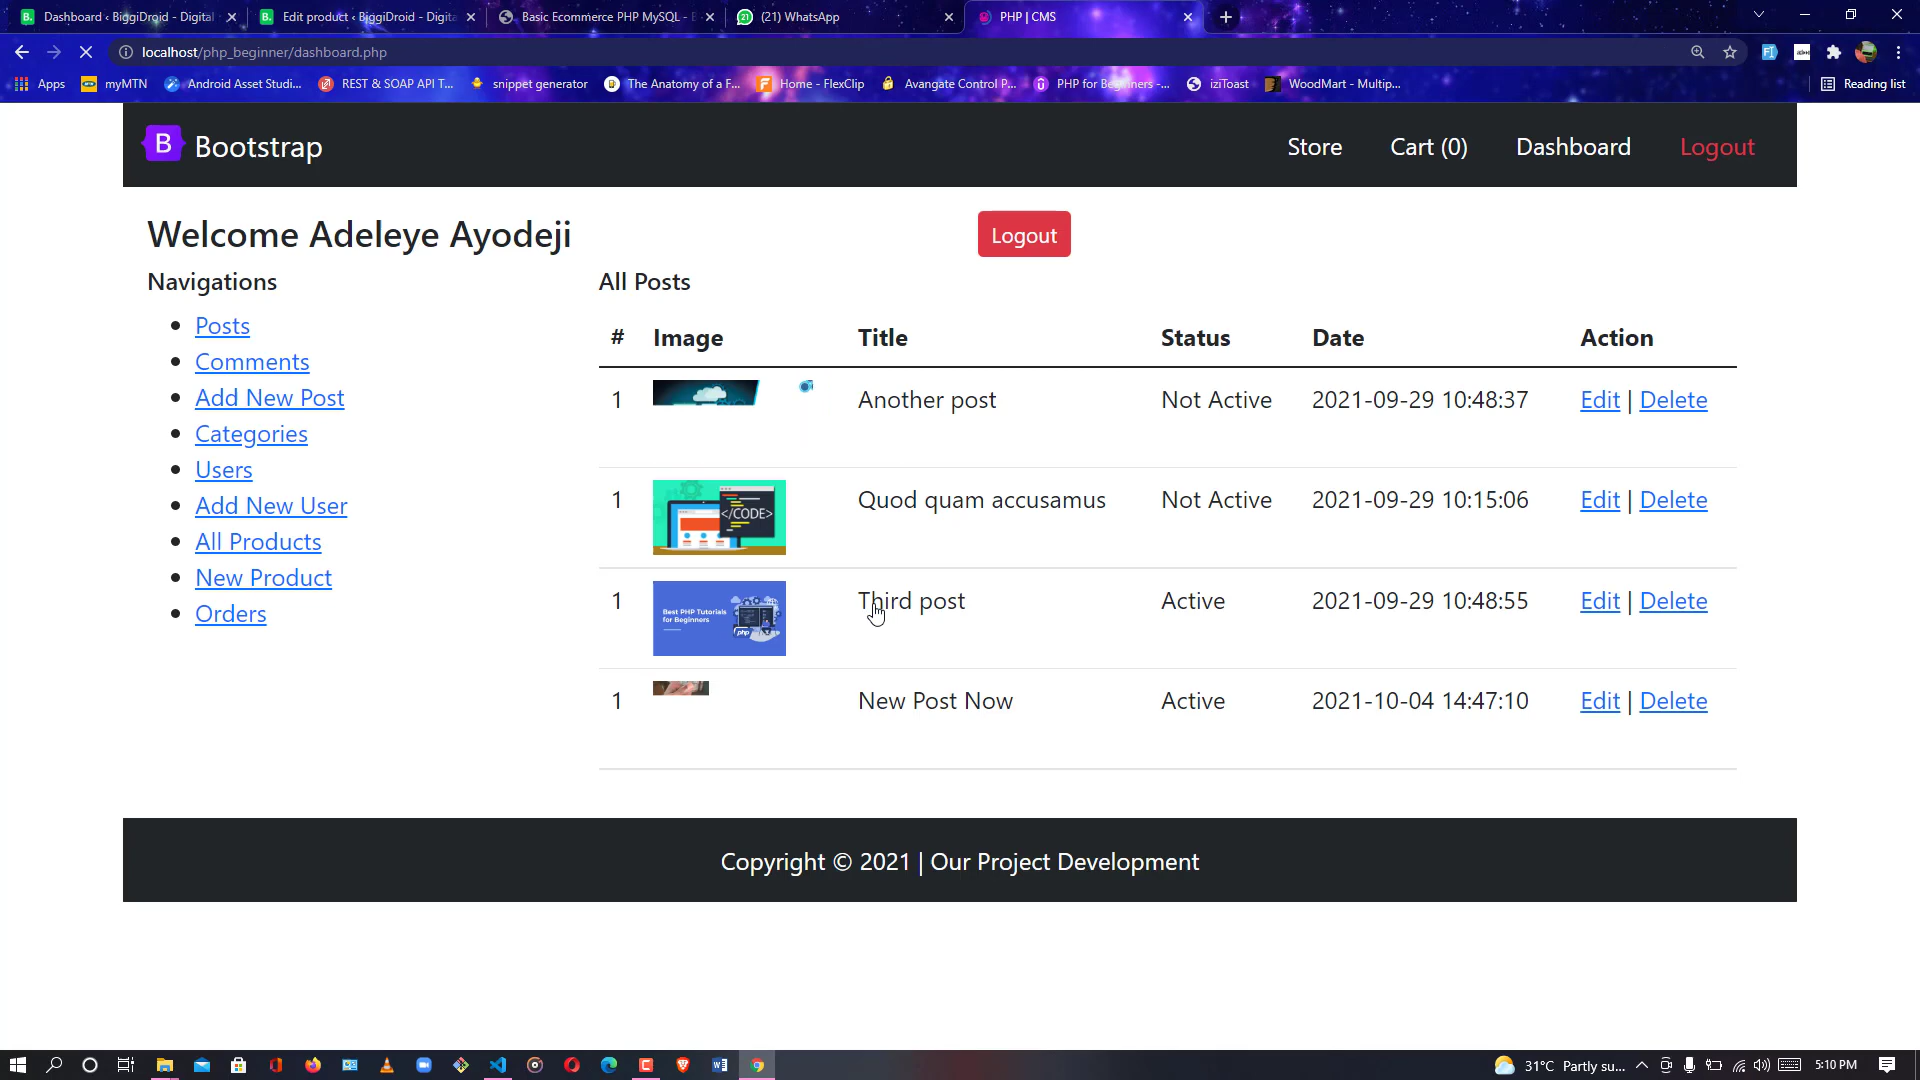 Dashboard ‹ BiggiDroid - Digital
Edit product ‹ BiggiDroid - Digita
Basic Ecommerce PHP MySQL - E
(21) WhatsApp
PHP | CMS
localhost/php_beginner/dashboard.php
Apps
myMTN
Android Asset Studi...
REST & SOAP API T...
snippet generator
The Anatomy of a F...
Home - FlexClip
Avangate Control P...
PHP for Beginners -...
iziToast
WoodMart - Multip...
Reading list
B Bootstrap
Store Cart (0) Dashboard Logout
Welcome Adeleye Ayodeji
Logout
Navigations
Posts
Comments
Add New Post
Categories
Users
Add New User
All Products
New Product
Orders
All Posts
# Image Title Status Date Action
1 Another post Not Active 2021-09-29 10:48:37 Edit | Delete
1 Quod quam accusamus Not Active 2021-09-29 10:15:06 Edit | Delete
</CODE>
1 Third post Active 2021-09-29 10:48:55 Edit | Delete
Best PHP Tutorials
for Beginners
php
1 New Post Now Active 2021-10-04 14:47:10 Edit | Delete
Copyright © 2021 | Our Project Development
31°C Partly su...
5:10 PM